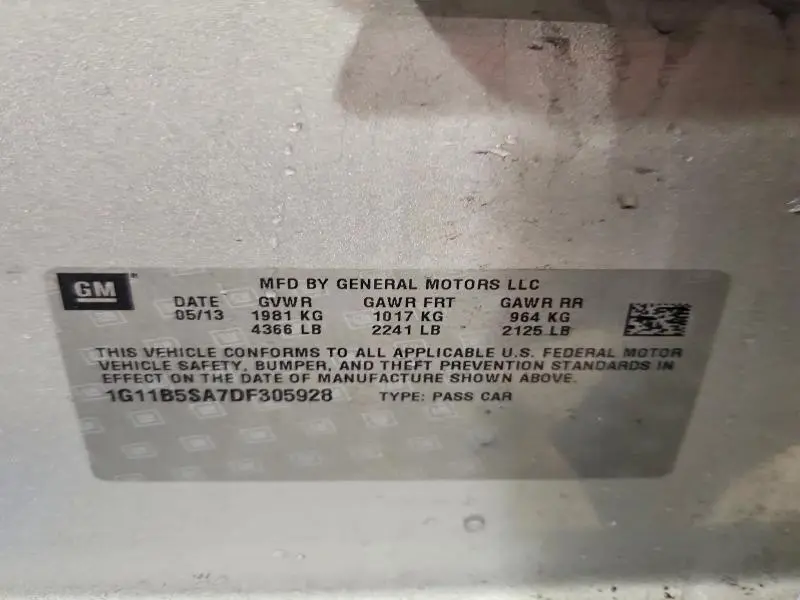 GM
MFD BY GENERAL MOTORS LLC
DATE GVWR GAWR FRT GAWR RR
05/13 1981 KG 1017 KG 964 KG
4366 LB 2241 LB 2125 LB
THIS VEHICLE CONFORMS TO ALL APPLICABLE U.S. FEDERAL MOTOR
VEHICLE SAFETY, BUMPER, AND THEFT PREVENTION STANDARDS IN
EFFECT ON THE DATE OF MANUFACTURE SHOWN ABOVE.
1G11B5SA7DF305928 TYPE: PASS CAR